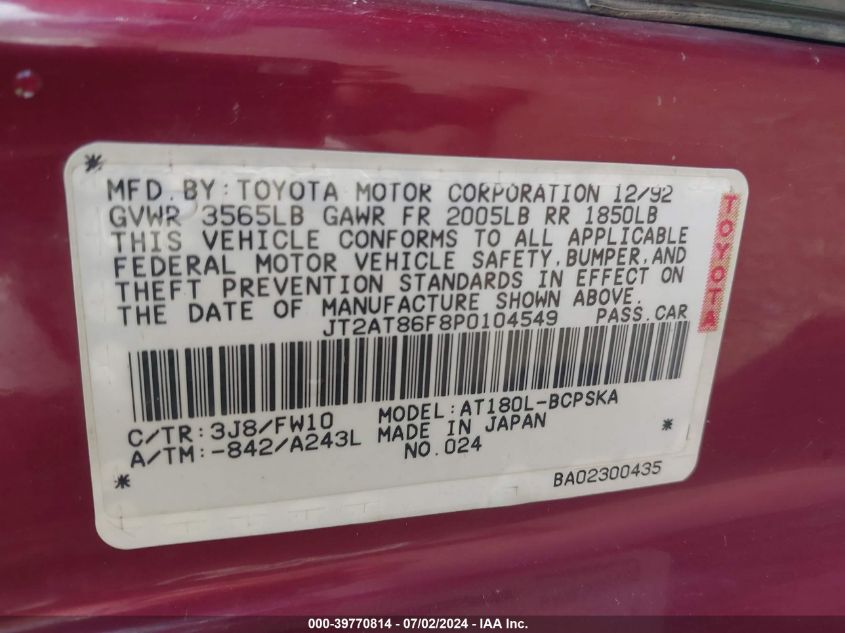 MFD. BY: TOYOTA MOTOR CORPORATION 12/92
GVWR 3565LB GAWR FR 2005LB RR 1850LB
THIS VEHICLE CONFORMS TO ALL APPLICABLE
FEDERAL MOTOR VEHICLE SAFETY, BUMPER, AND
THEFT PREVENTION STANDARDS IN EFFECT ON
THE DATE OF MANUFACTURE SHOWN ABOVE.
JT2AT86F8P0104549 PASS. CAR
TOYOTA
C/TR: 3J8/FW10 MODEL: AT180L-BCPSKA
A/TM: -842/A243L MADE IN JAPAN
NO. 024
BA02300435
000-39770814 / 07/02/2024 - IAA Inc.